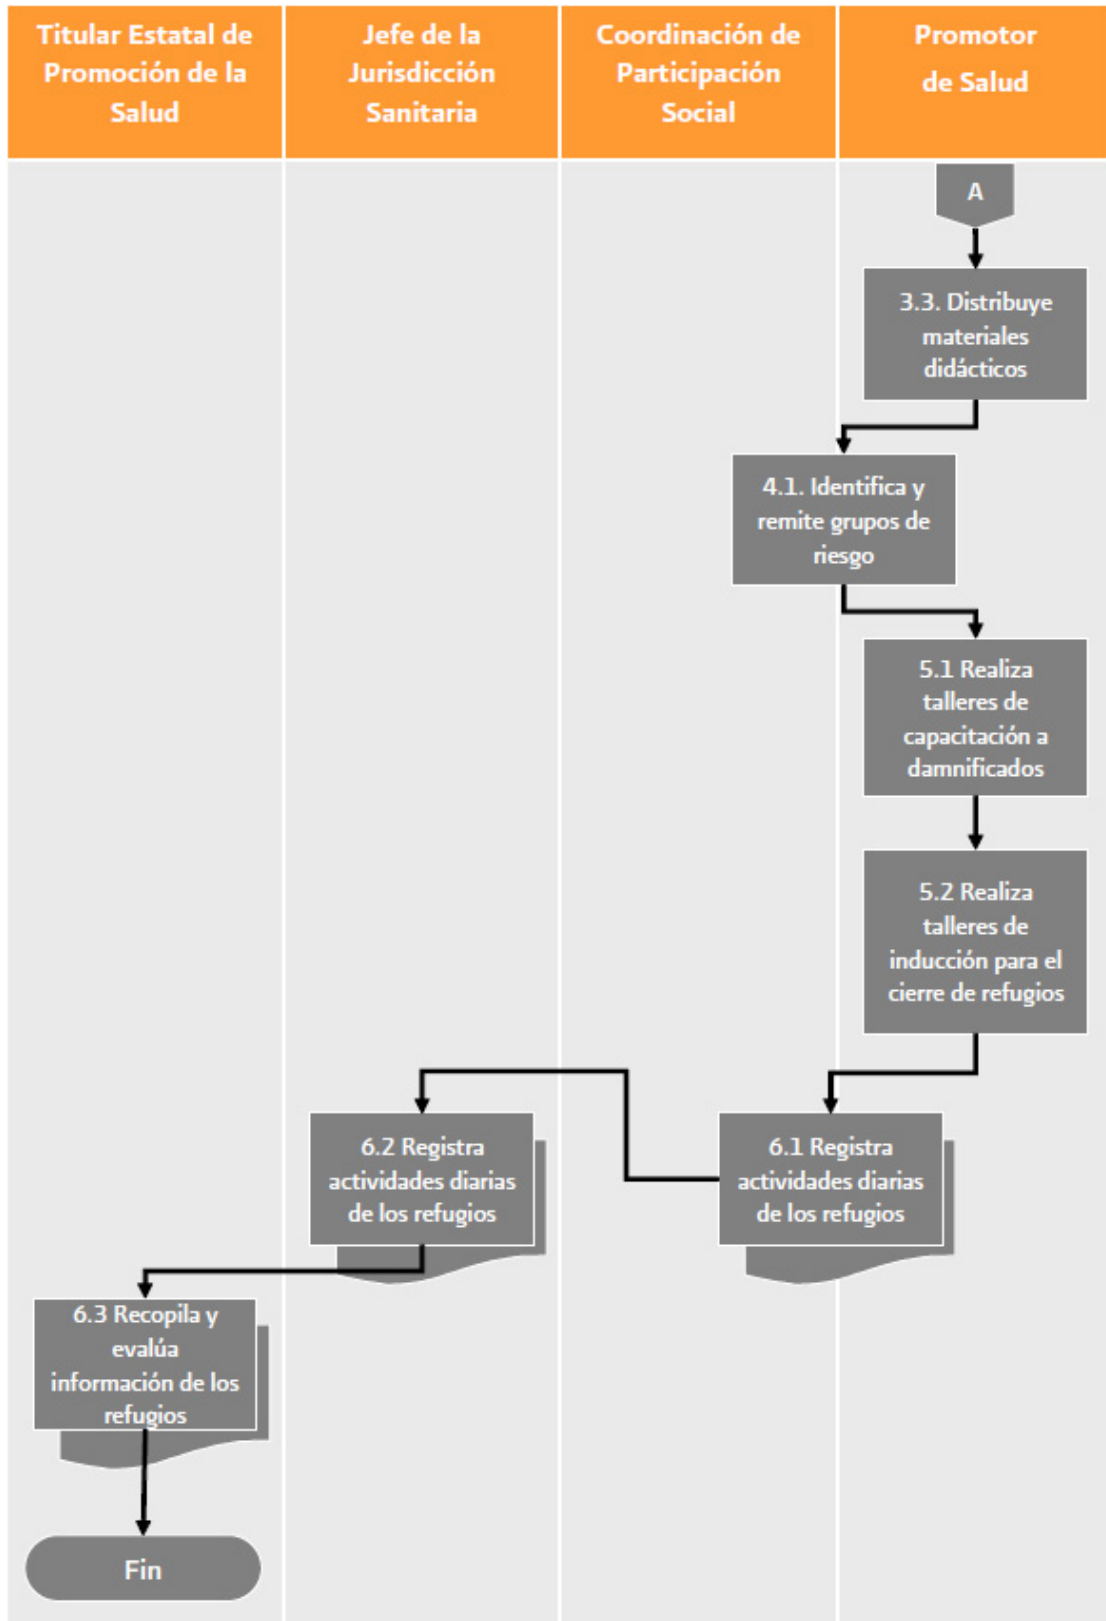 Titular Estatal de
Promoción de la
Salud
Jefe de la
Jurisdicción
Sanitaria
Coordinación de
Participación
Social
Promotor
de Salud
A
3.3. Distribuye
materiales
didácticos
4.1. Identifica y
remite grupos de
riesgo
5.1 Realiza
talleres de
capacitación a
damnificados
5.2 Realiza
talleres de
inducción para el
cierre de refugios
6.1 Registra
actividades diarias
de los refugios
6.2 Registra
actividades diarias
de los refugios
6.3 Recopila y
evalúa
información de los
refugios
Fin